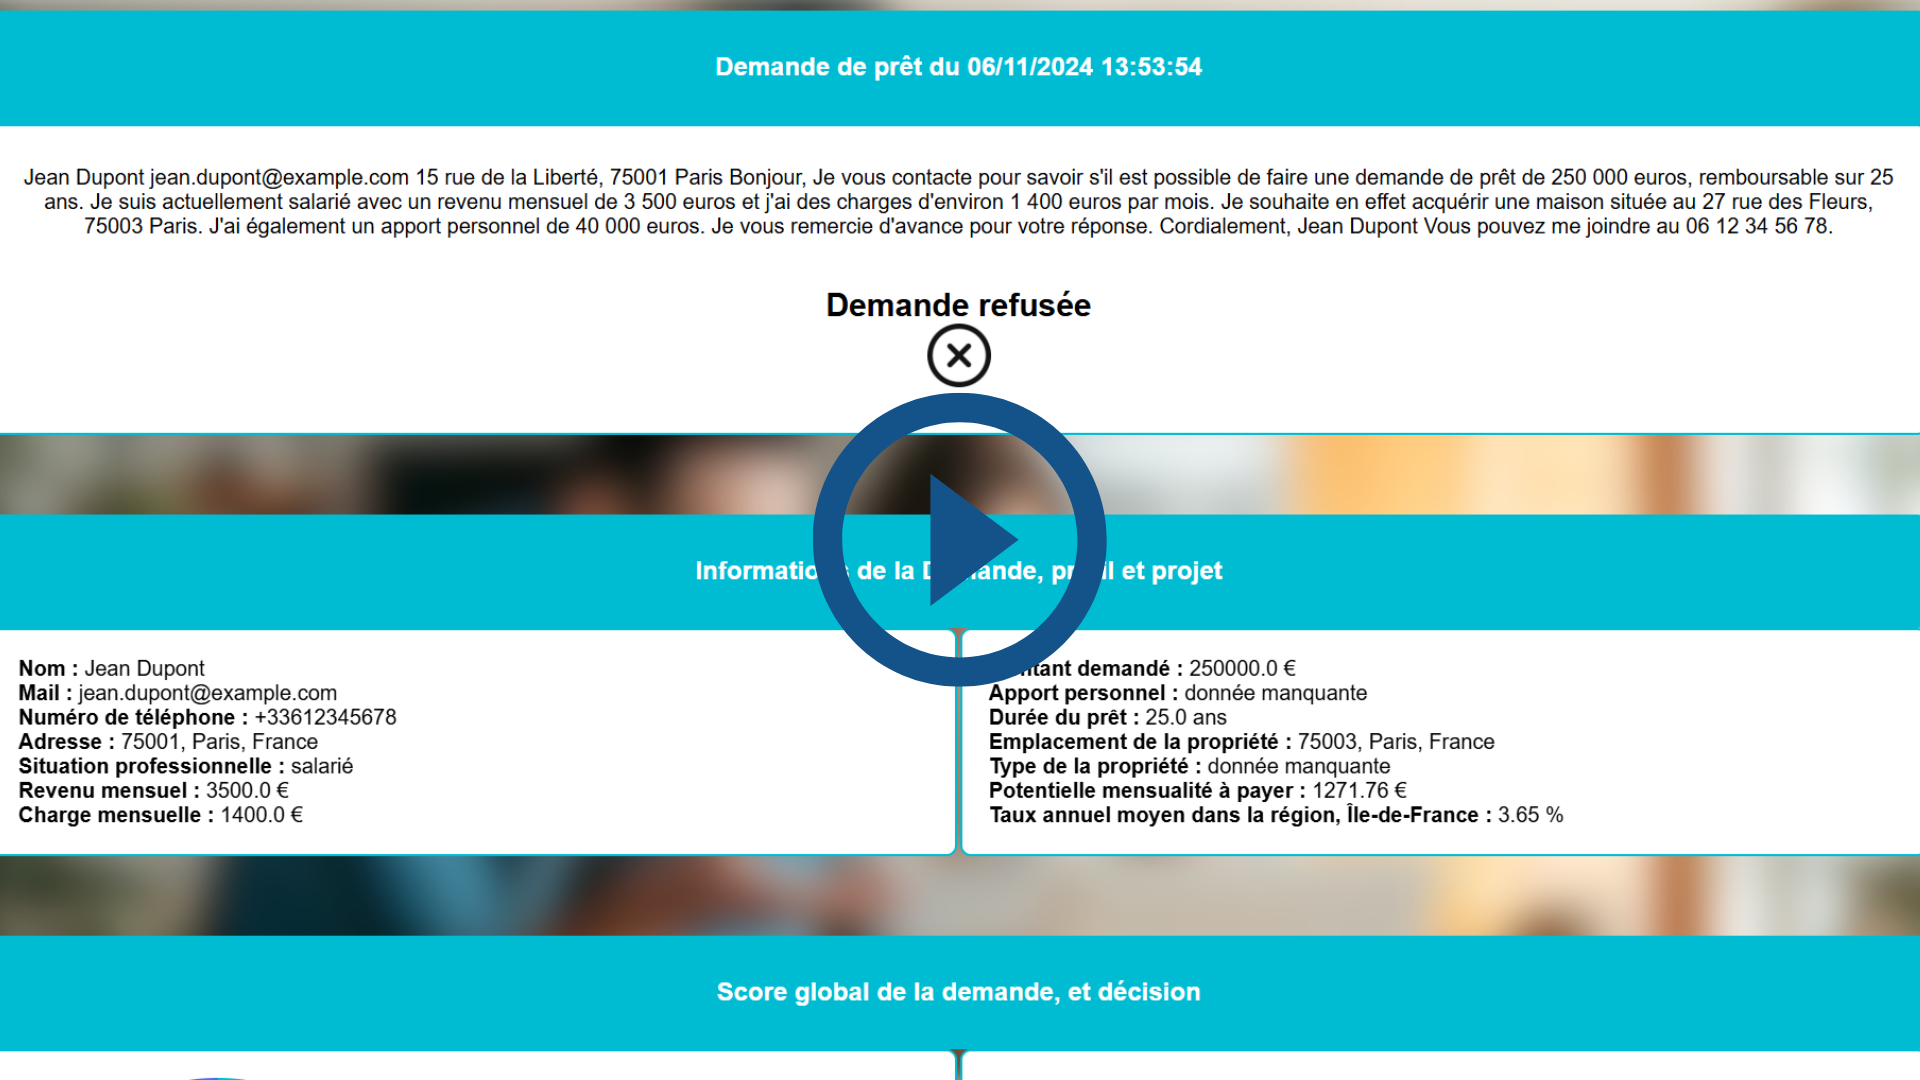 Demande de prêt du 06/11/2024 13:53:54
Jean Dupont jean.dupont@example.com 15 rue de la Liberté, 75001 Paris Bonjour, Je vous contacte pour savoir s'il est possible de faire une demande de prêt de 250 000 euros, remboursable sur 25
ans. Je suis actuellement salarié avec un revenu mensuel de 3 500 euros et j'ai des charges d'environ 1 400 euros par mois. Je souhaite en effet acquérir une maison située au 27 rue des Fleurs,
75003 Paris. J'ai également un apport personnel de 40 000 euros. Je vous remercie d'avance pour votre réponse. Cordialement, Jean Dupont Vous pouvez me joindre au 06 12 34 56 78.
Demande refusée
de la et projet
Nom : Jean Dupont
Mail : jean.dupont@example.com
Numéro de téléphone : +33612345678
Adresse : 75001, Paris, France
Situation professionnelle : salarié
Revenu mensuel : 3500.0 €
Charge mensuelle : 1400.0 €
demandé : 250000.0 €
Apport personnel : donnée manquante
Durée du prêt : 25.0 ans
Emplacement de la propriété : 75003, Paris, France
Type de la propriété : donnée manquante
Potentielle mensualité à payer : 1271.76 €
Taux annuel moyen dans la région, Île-de-France : 3.65 %
Score global de la demande, et décision